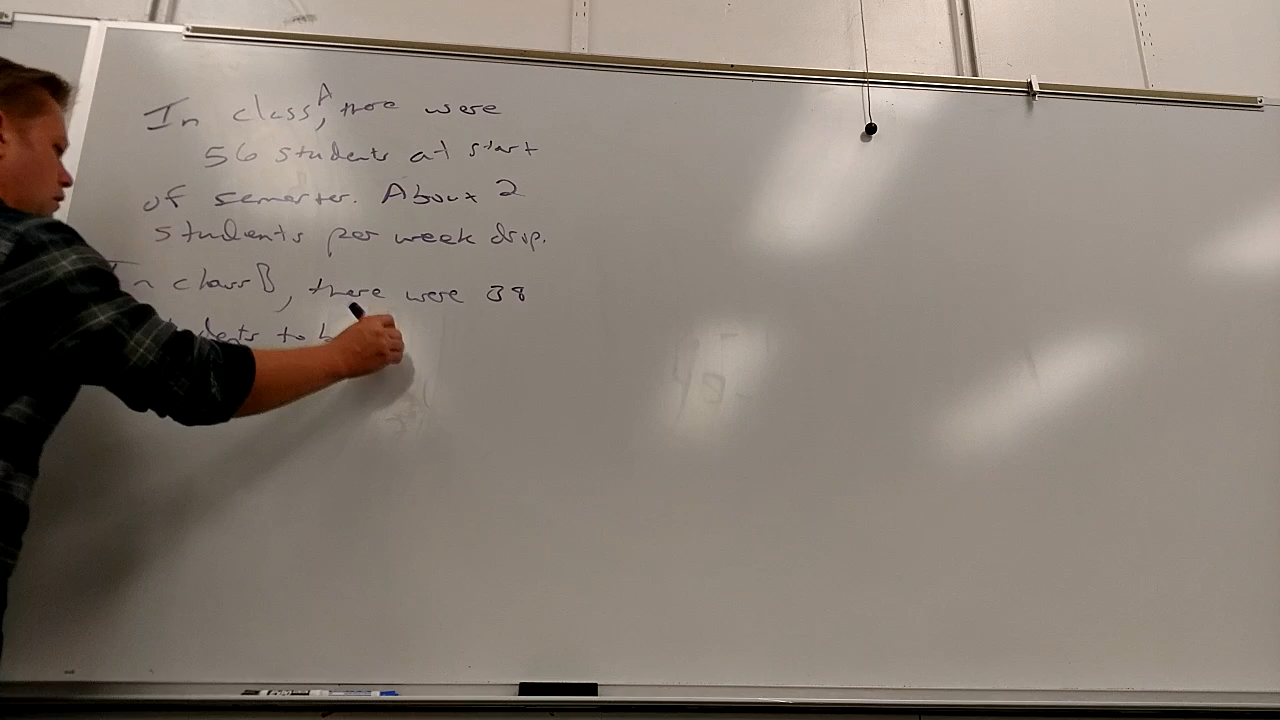 In class A, there were
56 students at start
of semester. About 2
students per week drop.
In class B, there were 38
to